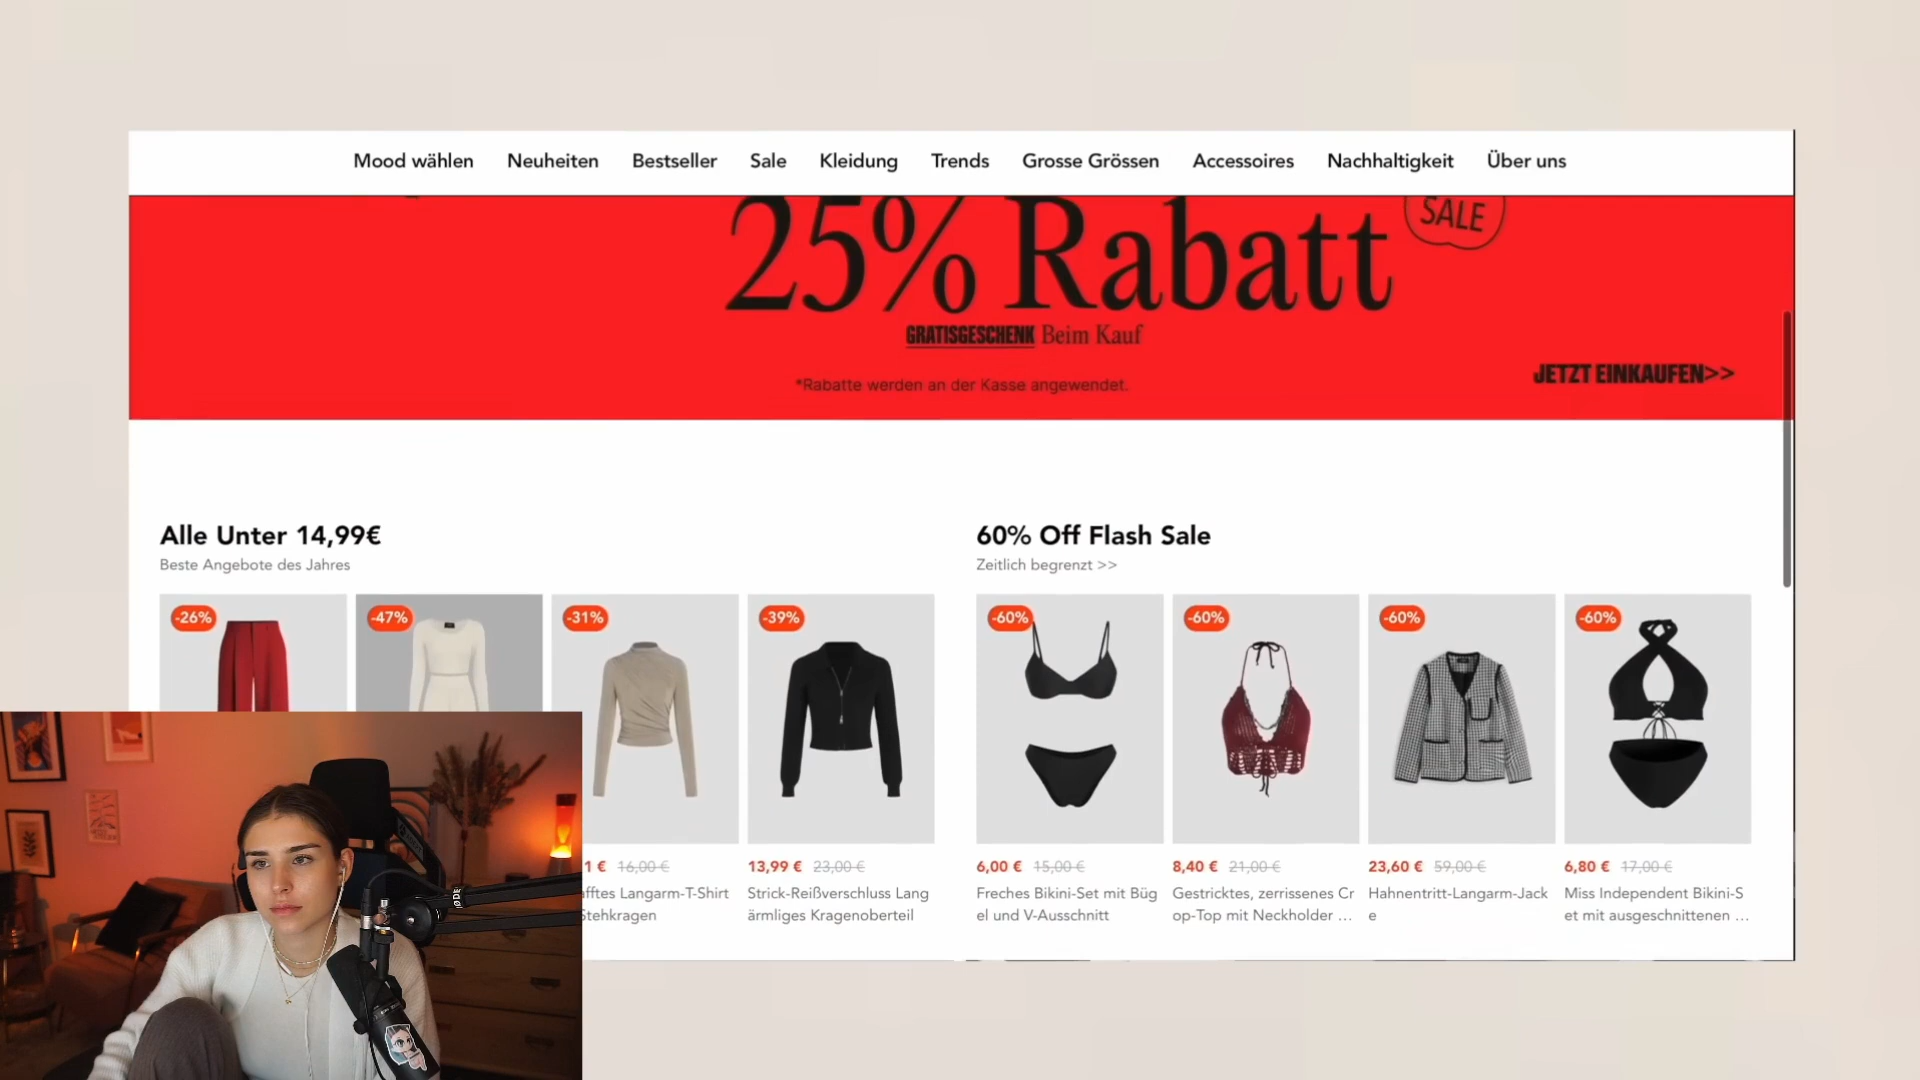 Mood wählen Neuheiten Bestseller Sale Kleidung Trends Grosse Grössen Accessoires Nachhaltigkeit Über uns
SALE
25% Rabatt
GRATISGESCHENK Beim Kauf
JETZT EINKAUFEN>>
*Rabatte werden an der Kasse angewendet.
Alle Unter 14,99€
Beste Angebote des Jahres
-26% -47% -31% -39%
1 € 16,00 € 13,99 € 23,00 €
Langarm-T-Shirt Strick-Reißverschluss Lang
Stehkragen ärmliges Kragenoberteil
60% Off Flash Sale
Zeitlich begrenzt >>
-60% -60% -60% -60%
6,00 € 15,00 € 8,40 € 21,00 € 23,60 € 59,00 € 6,80 € 17,00 €
Freches Bikini-Set mit Büg Gestricktes, zerrissenes Cr Hahnentritt-Langarm-Jack Miss Independent Bikini-S
el und V-Ausschnitt op-Top mit Neckholder ... e et mit ausgeschnittenen ...
RØDE